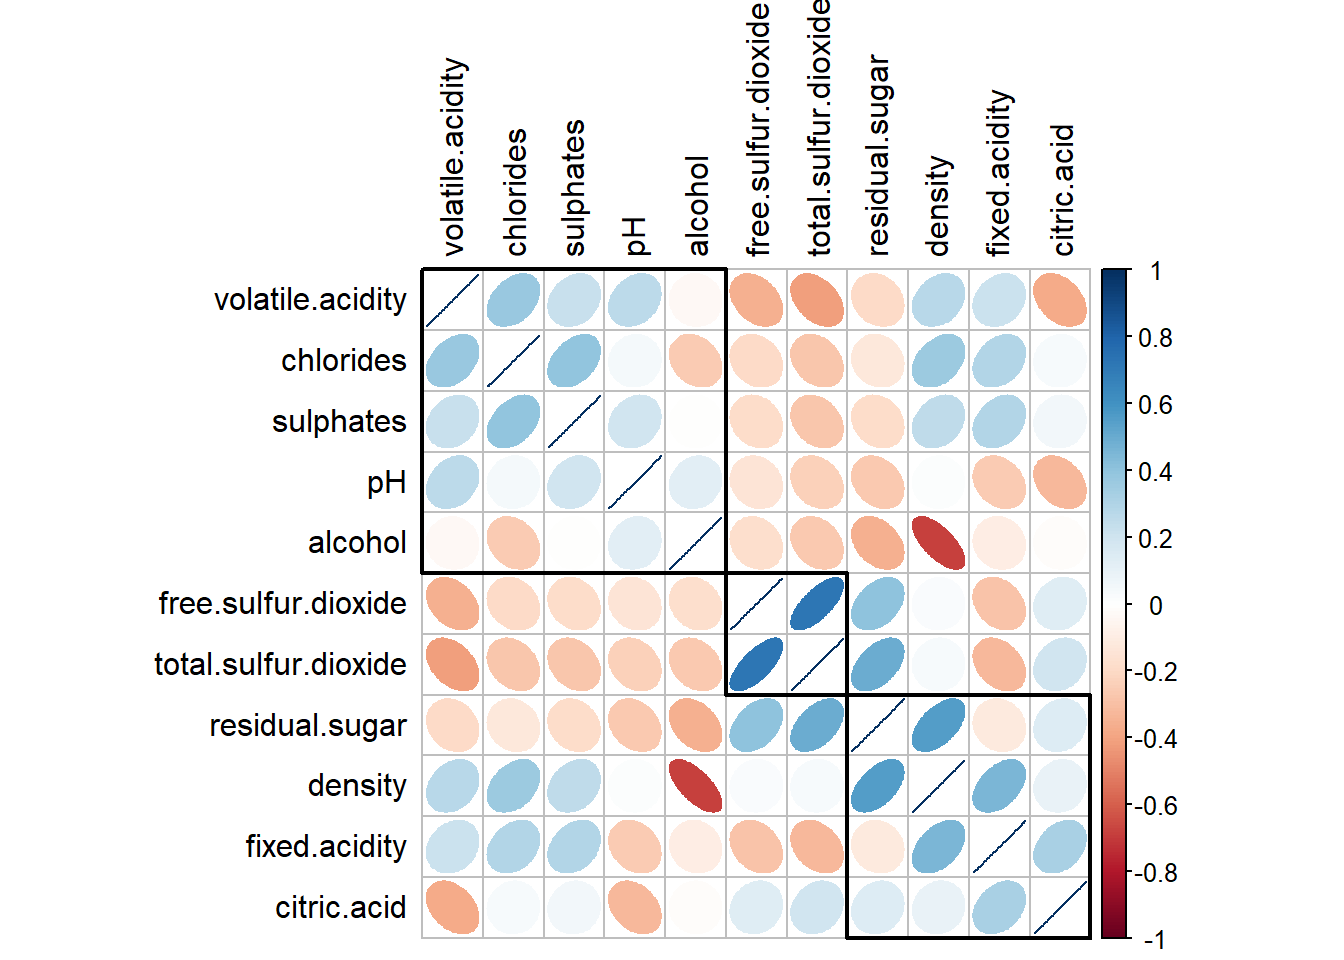 volatile.acidity
chlorides
sulphates
pH
alcohol
free.sulfur.dioxide
total.sulfur.dioxide
residual.sugar
density
fixed.acidity
citric.acid
volatile.acidity
chlorides
sulphates
pH
alcohol
free.sulfur.dioxide
total.sulfur.dioxide
residual.sugar
density
fixed.acidity
citric.acid
1
0.8
0.6
0.4
0.2
0
-0.2
-0.4
-0.6
-0.8
-1